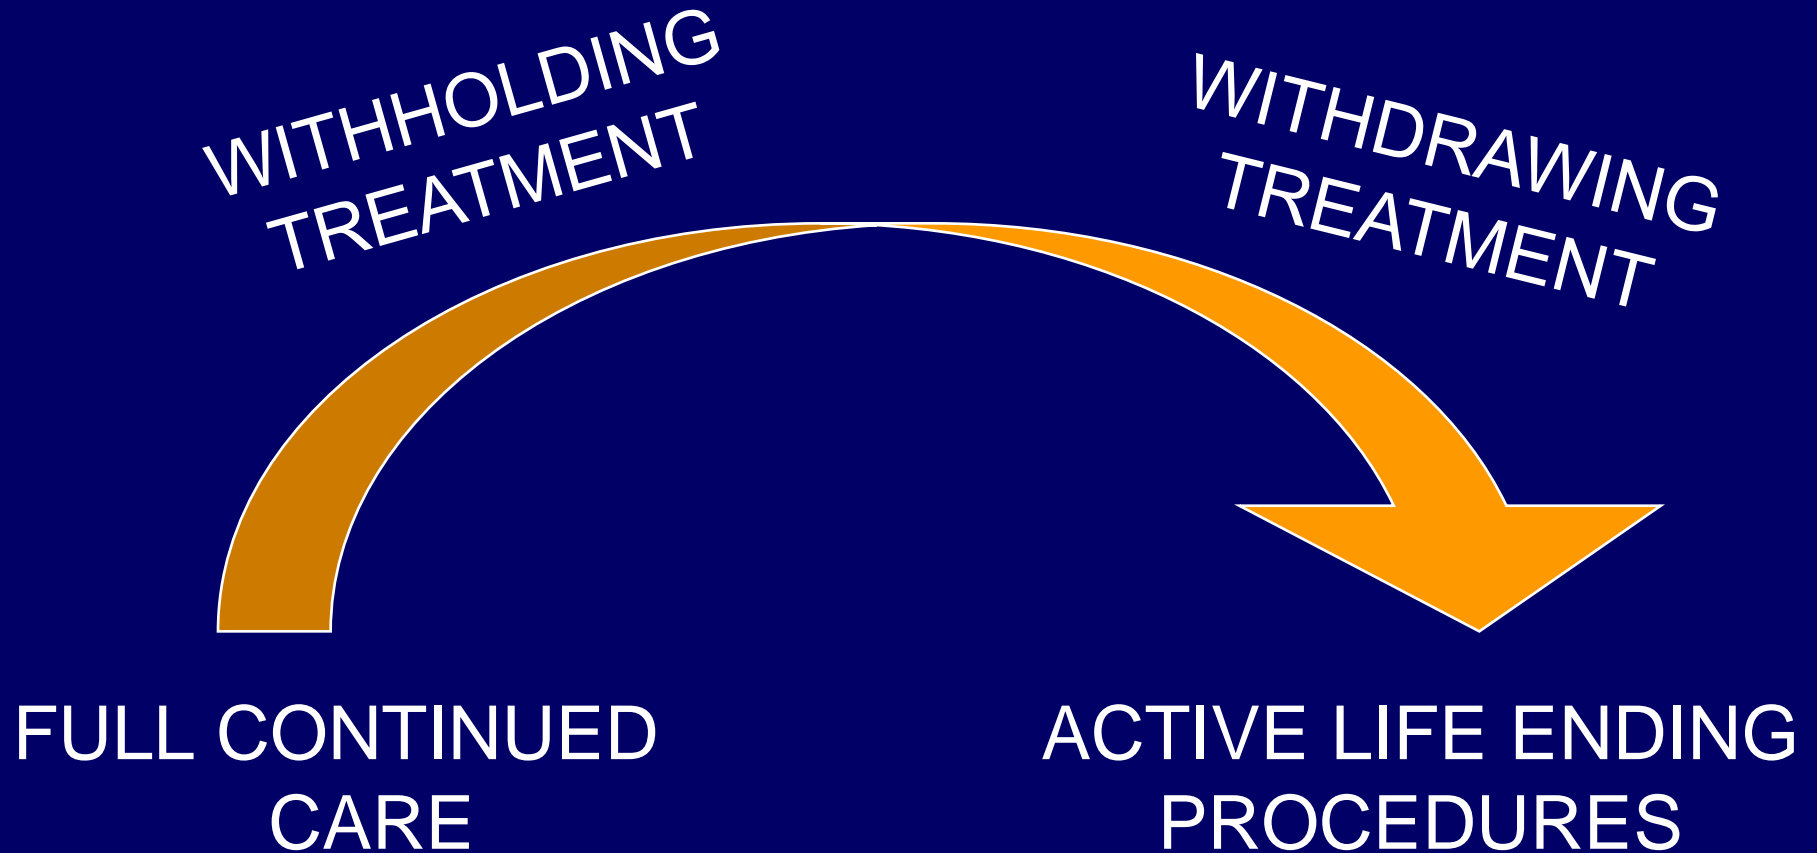 WITHHOLDING
TREATMENT
WITHDRAWING
TREATMENT
FULL CONTINUED
CARE
ACTIVE LIFE ENDING
PROCEDURES